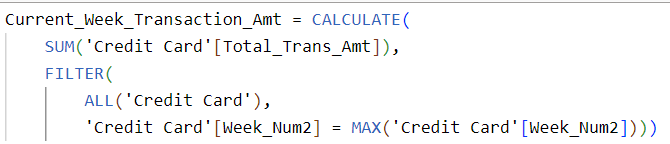 Current_Week_Transaction_Amt = CALCULATE(
SUM('Credit Card'[Total_Trans_Amt]),
FILTER(
ALL('Credit Card'),
'Credit Card'[Week_Num2] = MAX('Credit Card'[Week_Num2])))